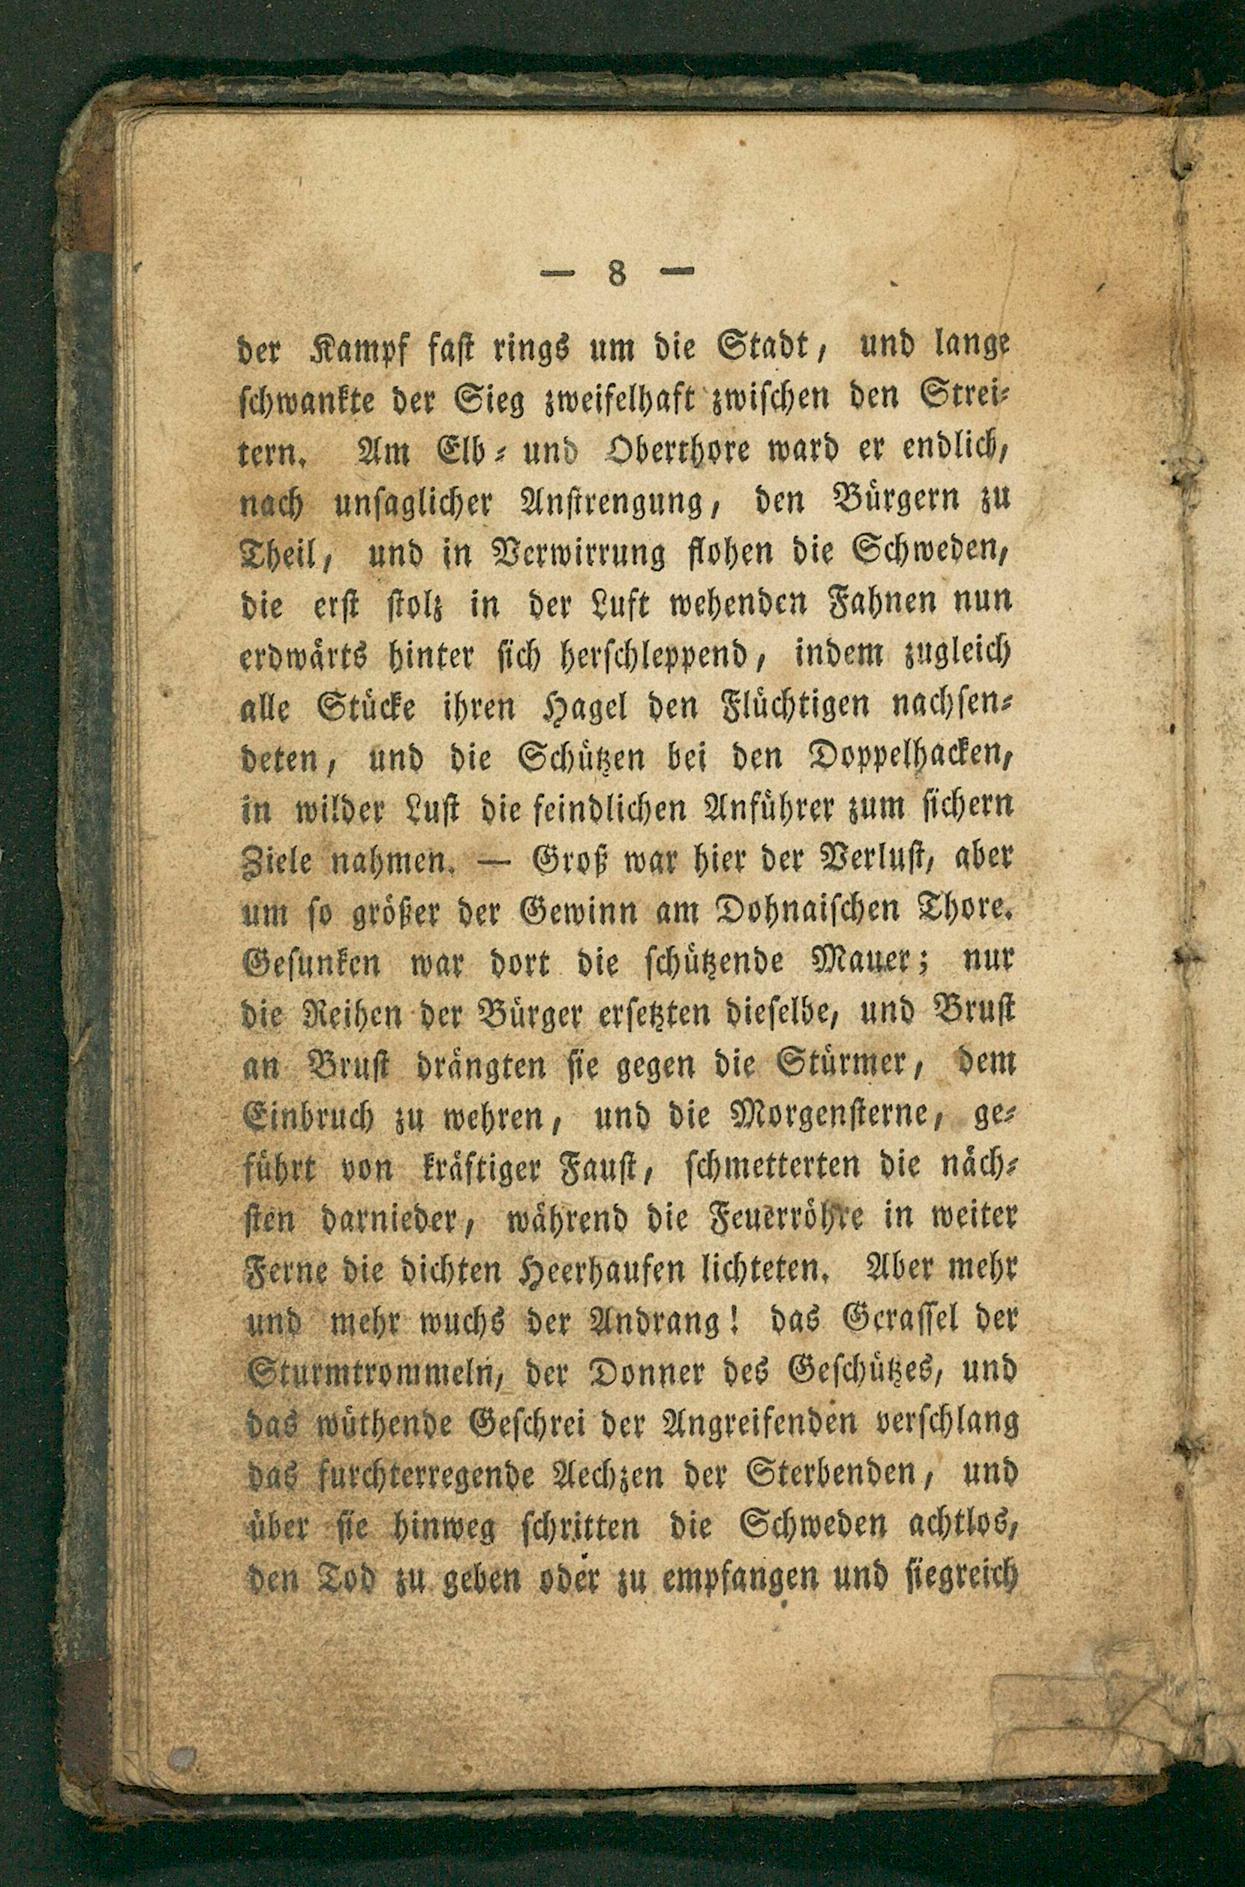 — 8 —
der Kampf fast rings um die Stadt, und lange
schwankte der Sieg zweifelhaft zwischen den Strei-
tern. Am Elb- und Oberthore ward er endlich,
nach unsaglicher Anstrengung, den Bürgern zu
Theil, und in Verwirrung flohen die Schweden,
die erst stolz in der Luft wehenden Fahnen nun
erdwärts hinter sich herschleppend, indem zugleich
alle Stücke ihren Hagel den Flüchtigen nachsen-
deten, und die Schützen bei den Doppelhacken,
in wilder Lust die feindlichen Anführer zum sichern
Ziele nahmen. — Groß war hier der Verlust, aber
um so größer der Gewinn am Dohnaischen Thore.
Gesunken war dort die schützende Mauer; nur
die Reihen der Bürger ersetzten dieselbe, und Brust
an Brust drängten sie gegen die Stürmer, dem
Einbruch zu wehren, und die Morgensterne, ge-
führt von kräftiger Faust, schmetterten die näch-
sten darnieder, während die Feuerröhre in weiter
Ferne die dichten Heerhaufen lichteten. Aber mehr
und mehr wuchs der Andrang! das Gerassel der
Sturmtrommeln, der Donner des Geschützes, und
das wüthende Geschrei der Angreifenden verschlang
das furchterregende Aechzen der Sterbenden, und
über sie hinweg schritten die Schweden achtlos,
den Tod zu geben oder zu empfangen und siegreich